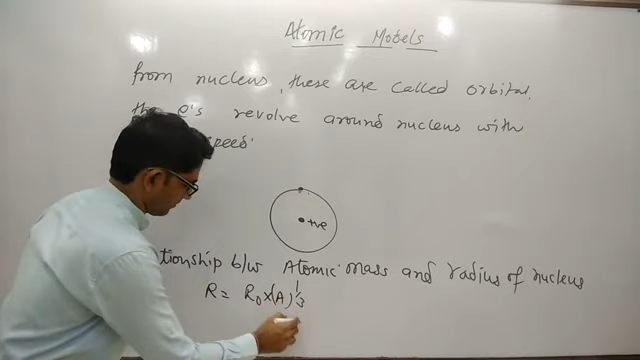 Atomic Models
from nucleus, these are called orbital.
the e's revolve around nucleus with
+ve
tionship b/w Atomic mass and radius of nucleus
R = R₀×(A)^1/3